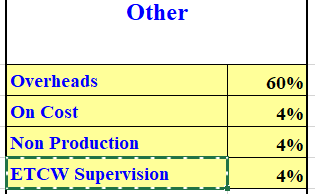 Other
Overheads 60%
On Cost 4%
Non Production 4%
ETCW Supervision 4%